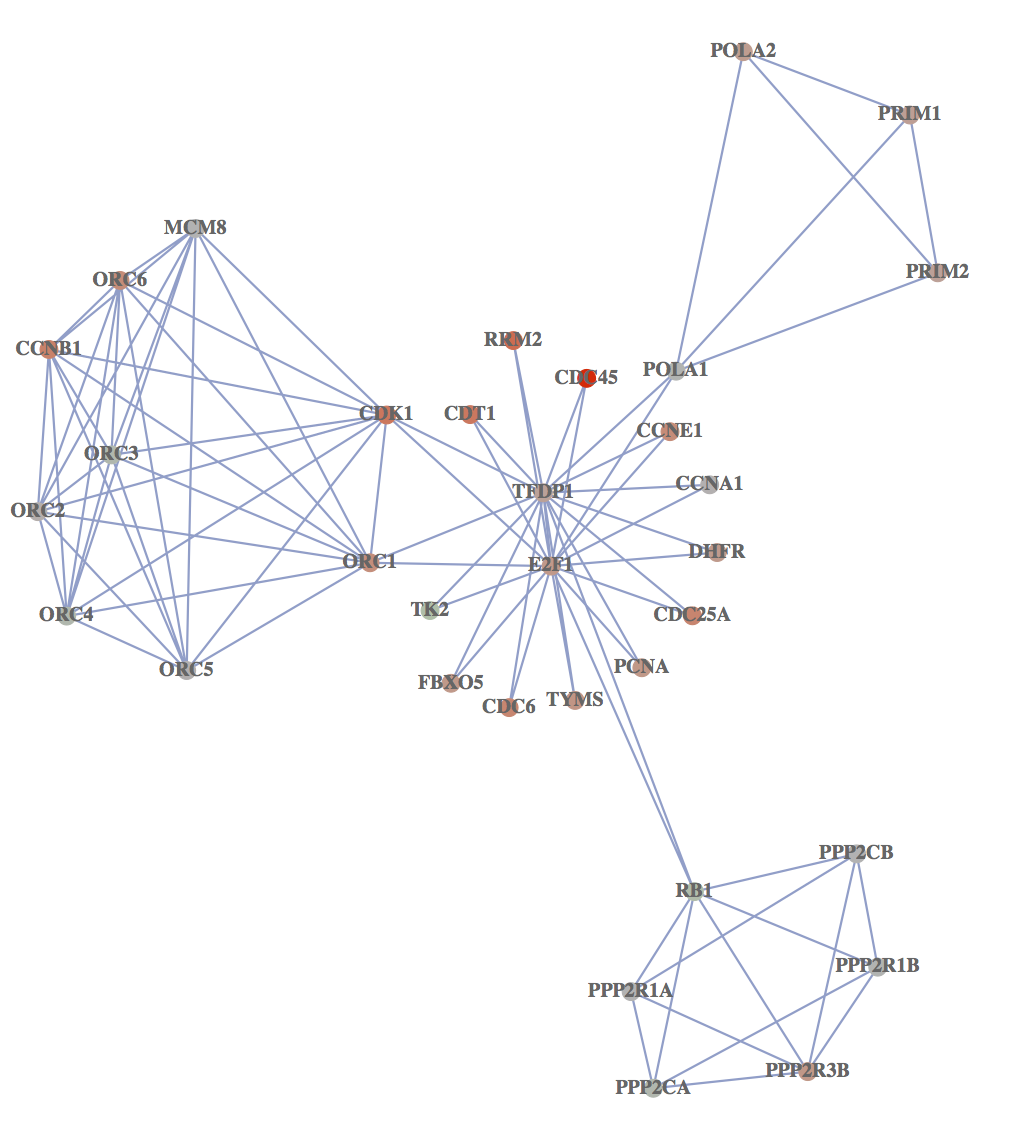 POLA2
PRIM1
MCM8
PRIM2
ORC6
RRM2
CCNB1
POLA1
CDC45
CDK1
CDT1
CCNE1
ORC3
CCNA1
TFDP1
ORC2
DHFR
ORC1
E2F1
TK2
ORC4
CDC25A
PCNA
ORC5
FBXO5
TYMS
CDC6
PPP2CB
RB1
PPP2R1B
PPP2R1A
PPP2R3B
PPP2CA